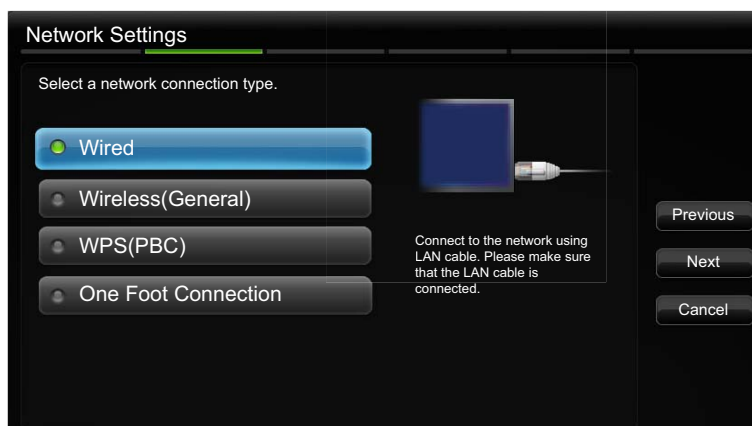 Network Settings
Select a network connection type.
Wired
Wireless(General)
WPS(PBC)
One Foot Connection
Connect to the network using
LAN cable. Please make sure
that the LAN cable is
connected.
Previous
Next
Cancel